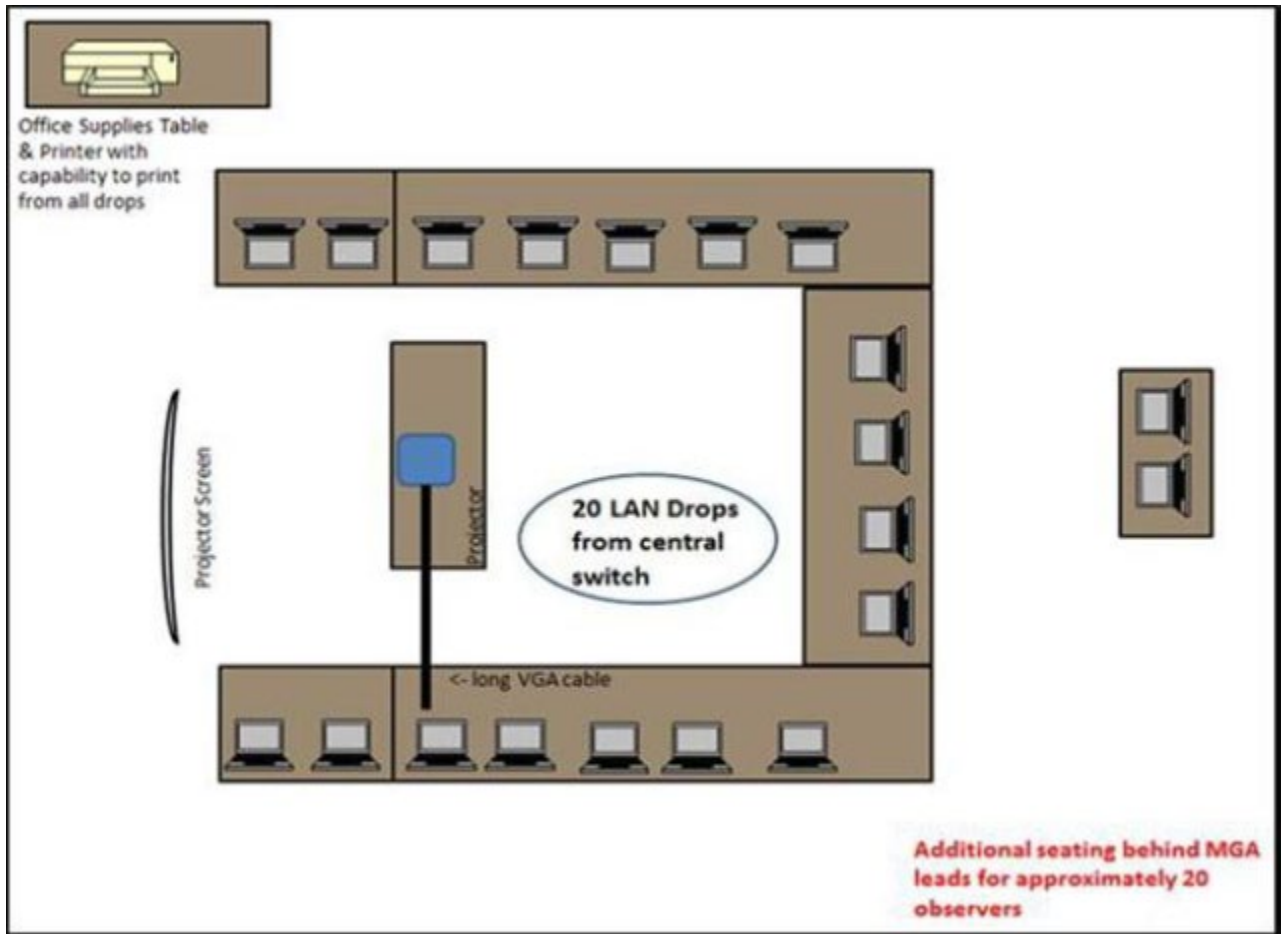 Office Supplies Table
& Printer with
capability to print
from all drops
Projector Screen
Projector
20 LAN Drops
from central
switch
<- long VGA cable
Additional seating behind MGA
leads for approximately 20
observers